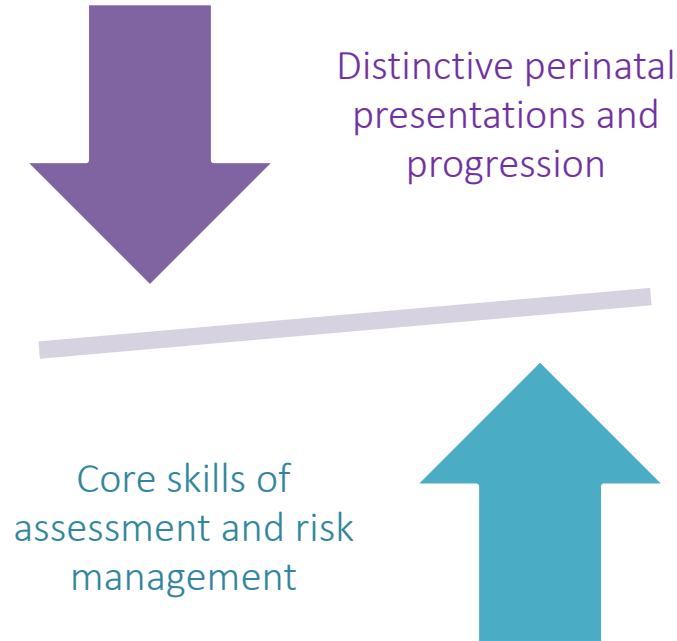 Distinctive perinatal
presentations and
progression
Core skills of
assessment and risk
management